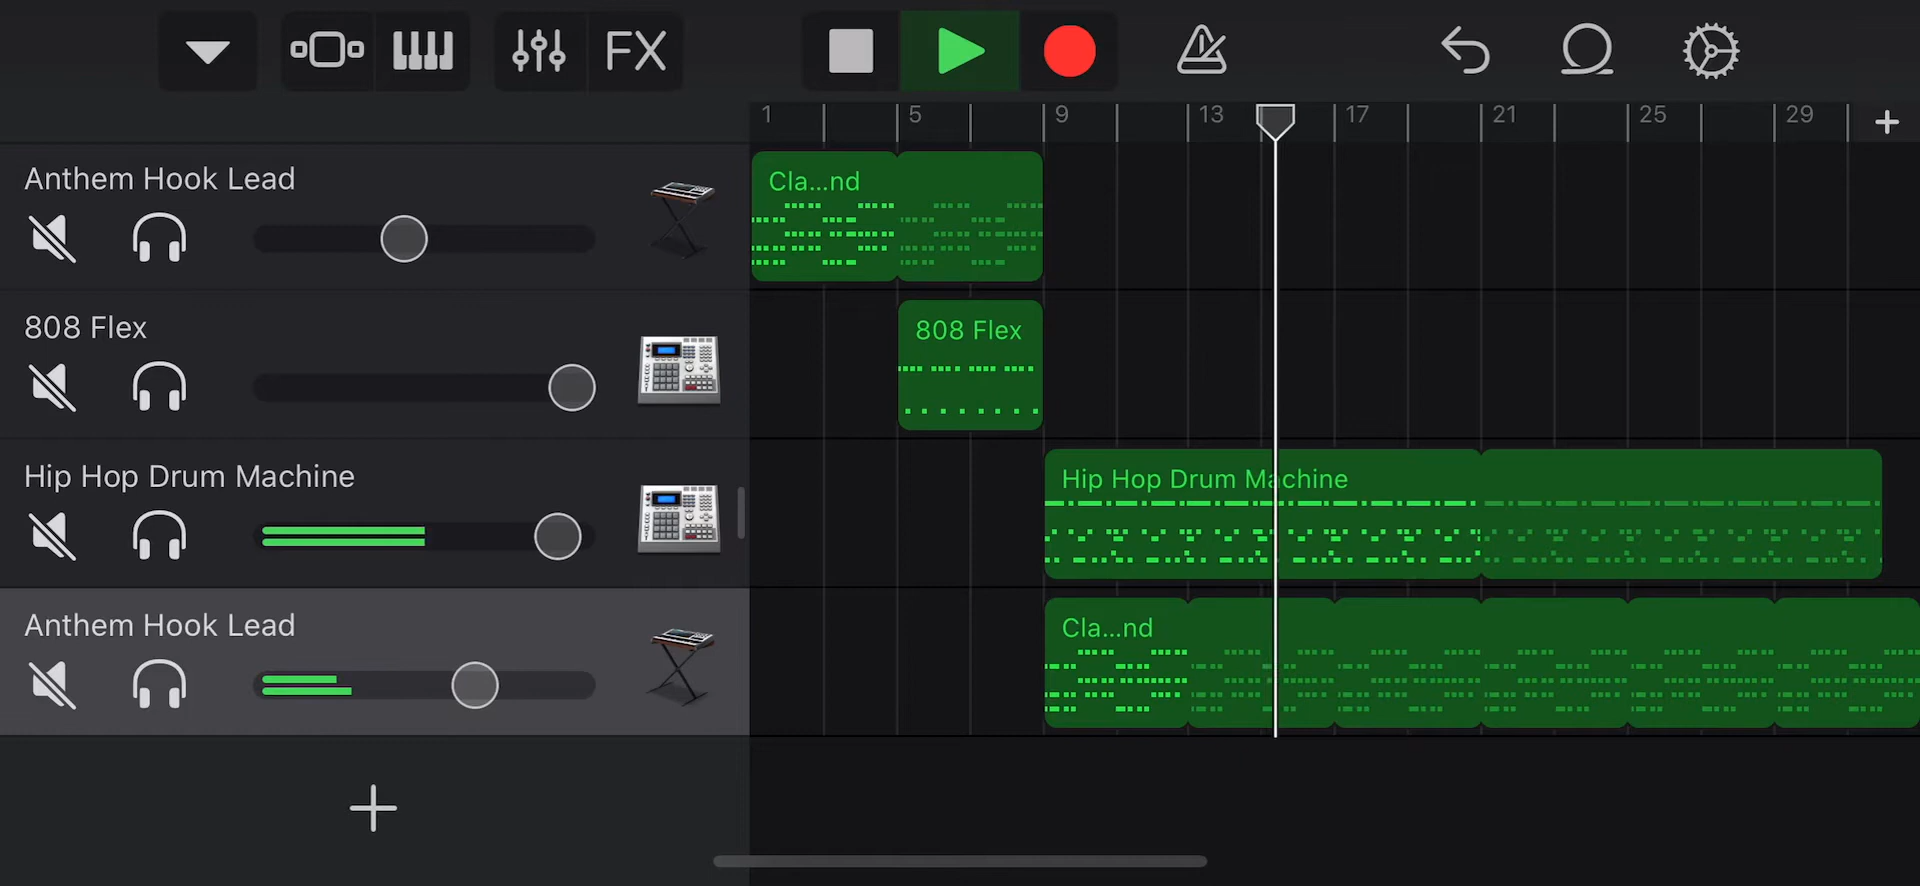 FX
1 5 9 13 17 21 25 29
Anthem Hook Lead
Cla...nd
808 Flex
808 Flex
Hip Hop Drum Machine
Hip Hop Drum Machine
Anthem Hook Lead
Cla...nd